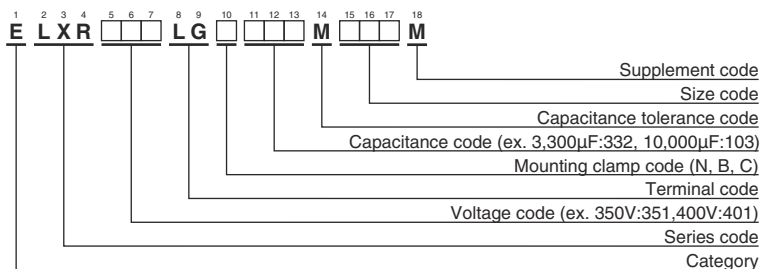 1 2 3 4 5 6 7 8 9 10 11 12 13 14 15 16 17 18
E L X R L G M M
Supplement code
Size code
Capacitance tolerance code
Capacitance code (ex. 3,300μF:332, 10,000μF:103)
Mounting clamp code (N, B, C)
Terminal code
Voltage code (ex. 350V:351,400V:401)
Series code
Category